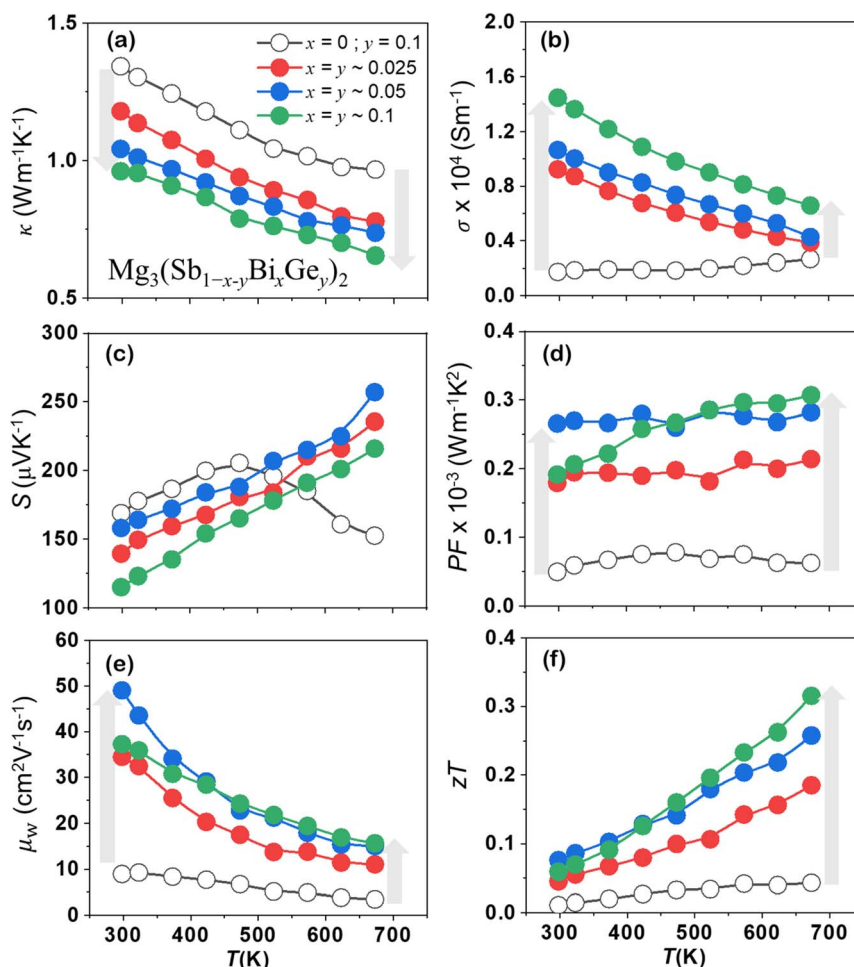 (a)
x = 0 ; y = 0.1
x = y ~ 0.025
x = y ~ 0.05
x = y ~ 0.1
Mg₃(Sb₁₋ₓ₋yBiₓGey)₂
κ (Wm⁻¹K⁻¹)
1.5
1.0
0.5
(b)
σ x 10⁴ (Sm⁻¹)
2.0
1.6
1.2
0.8
0.4
0.0
(c)
S (μVK⁻¹)
300
250
200
150
100
(d)
PF x 10⁻³ (Wm⁻¹K²)
0.4
0.3
0.2
0.1
0.0
(e)
μw (cm²V⁻¹s⁻¹)
60
50
40
30
20
10
0
300 400 500 600 700
T(K)
(f)
zT
0.4
0.3
0.2
0.1
0.0
300 400 500 600 700
T(K)